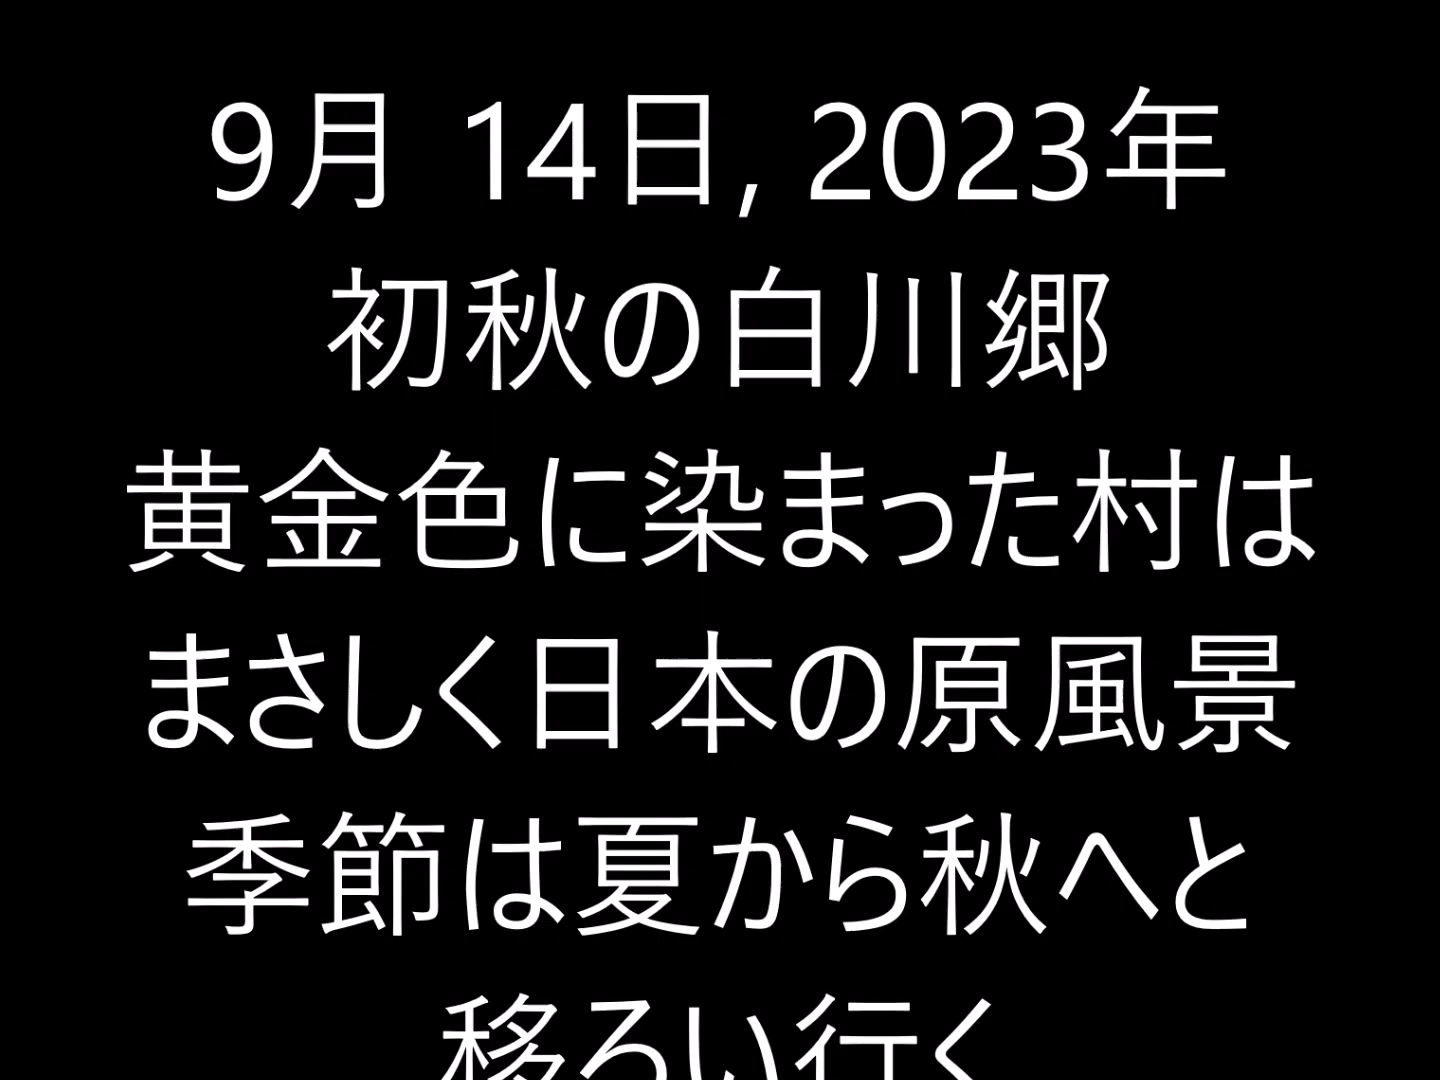 9月 14日, 2023年
初秋の白川郷
黄金色に染まった村は
まさしく日本の原風景
季節は夏から秋へと
移ろい行く